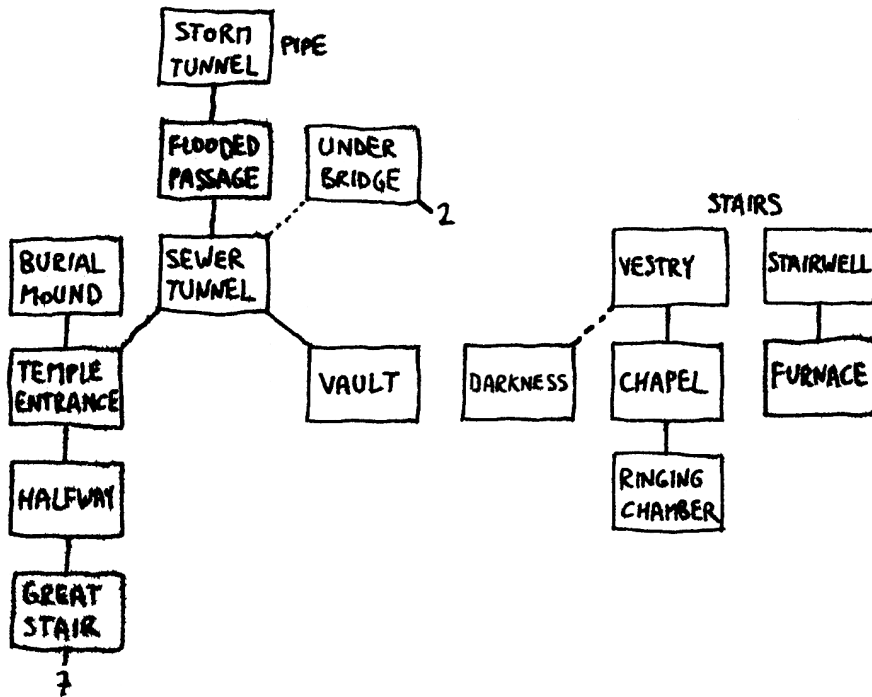 STORM
TUNNEL
PIPE
FLOODED
PASSAGE
UNDER
BRIDGE
2
STAIRS
BURIAL
MOUND
SEWER
TUNNEL
VESTRY
STAIRWELL
TEMPLE
ENTRANCE
VAULT
DARKNESS
CHAPEL
FURNACE
HALFWAY
RINGING
CHAMBER
GREAT
STAIR
7